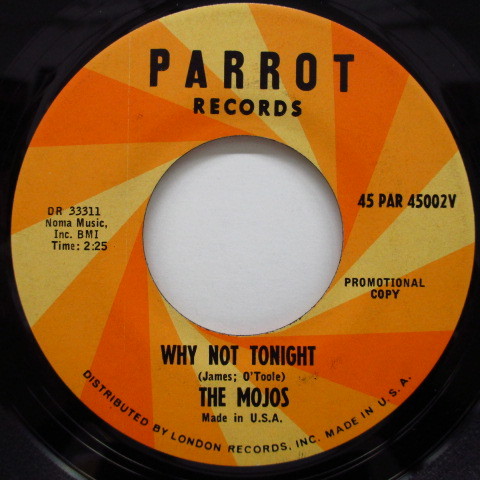 PARROT
RECORDS
DR 33311
Noma Music,
Inc. BMI
Time: 2:25
45 PAR 45002V
PROMOTIONAL
COPY
WHY NOT TONIGHT
(James; O'Toole)
THE MOJOS
Made in U.S.A.
DISTRIBUTED BY LONDON RECORDS, INC. MADE IN U.S.A.